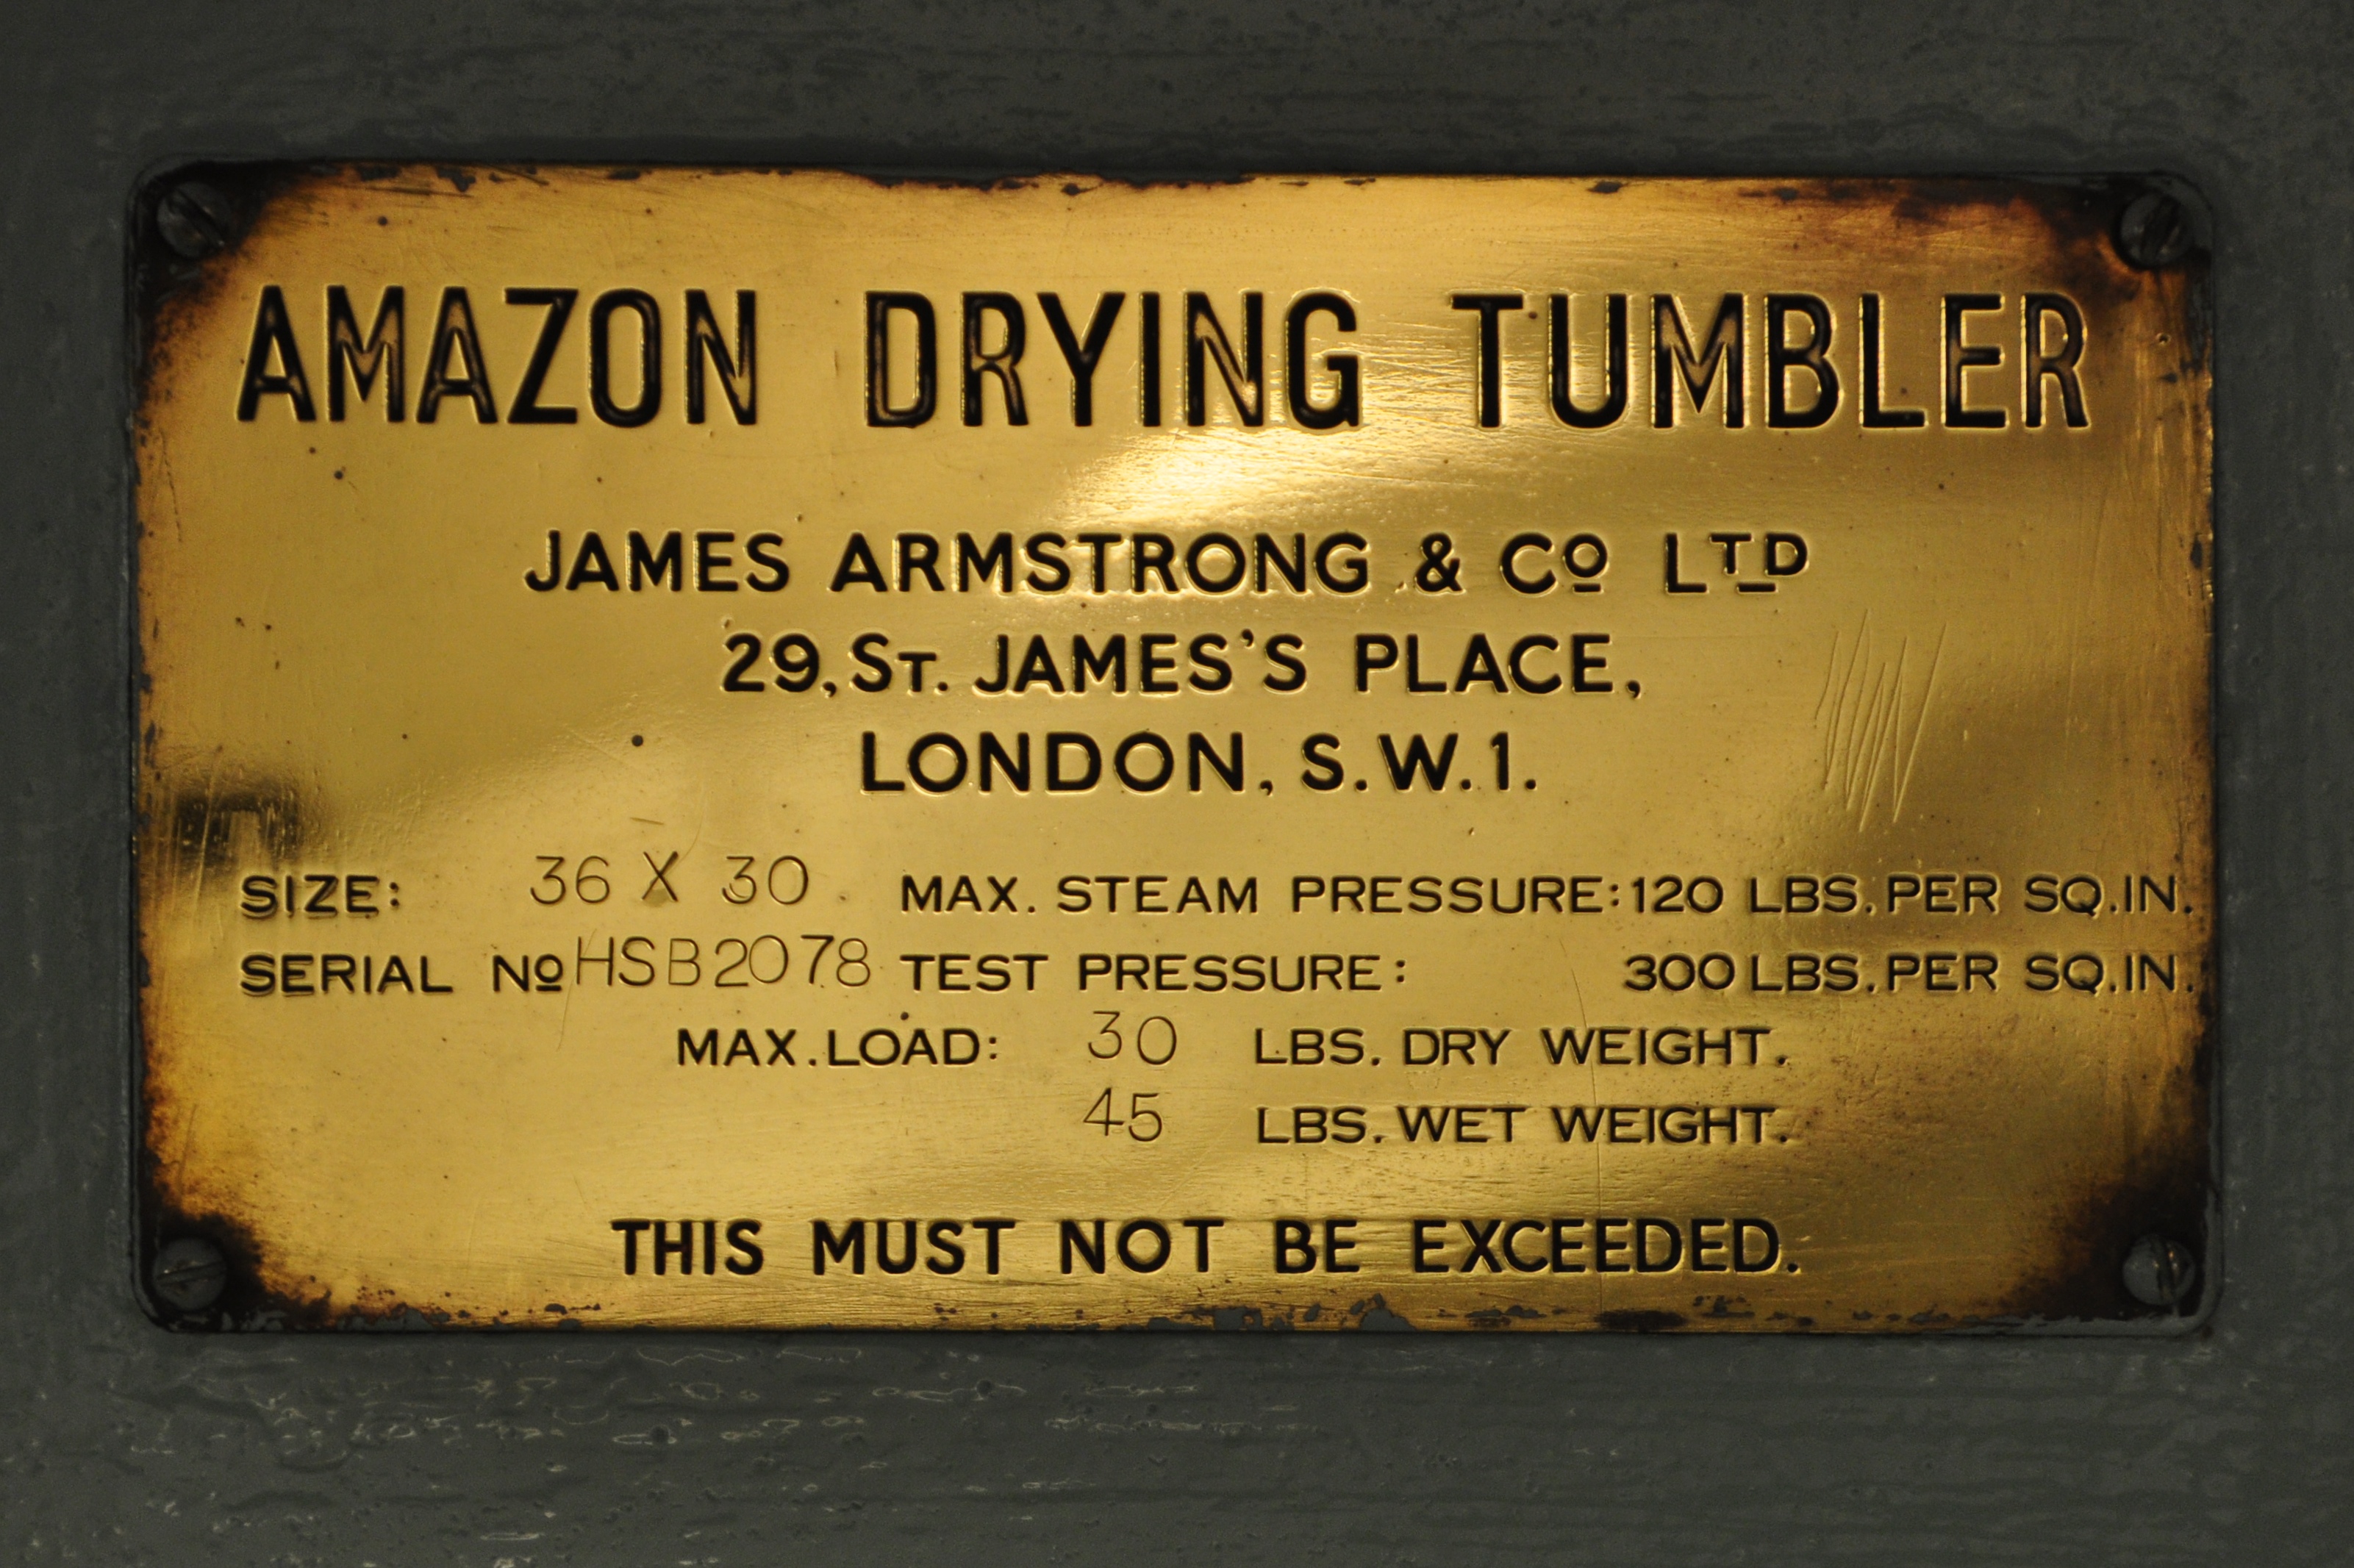 AMAZON DRYING TUMBLER
JAMES ARMSTRONG & Co LTD
29, ST. JAMES'S PLACE,
LONDON, S.W.1.
SIZE: 36 X 30 MAX. STEAM PRESSURE: 120 LBS. PER SQ.IN.
SERIAL No HSB2078 TEST PRESSURE: 300 LBS. PER SQ.IN.
MAX. LOAD: 30 LBS. DRY WEIGHT.
45 LBS. WET WEIGHT.
THIS MUST NOT BE EXCEEDED.